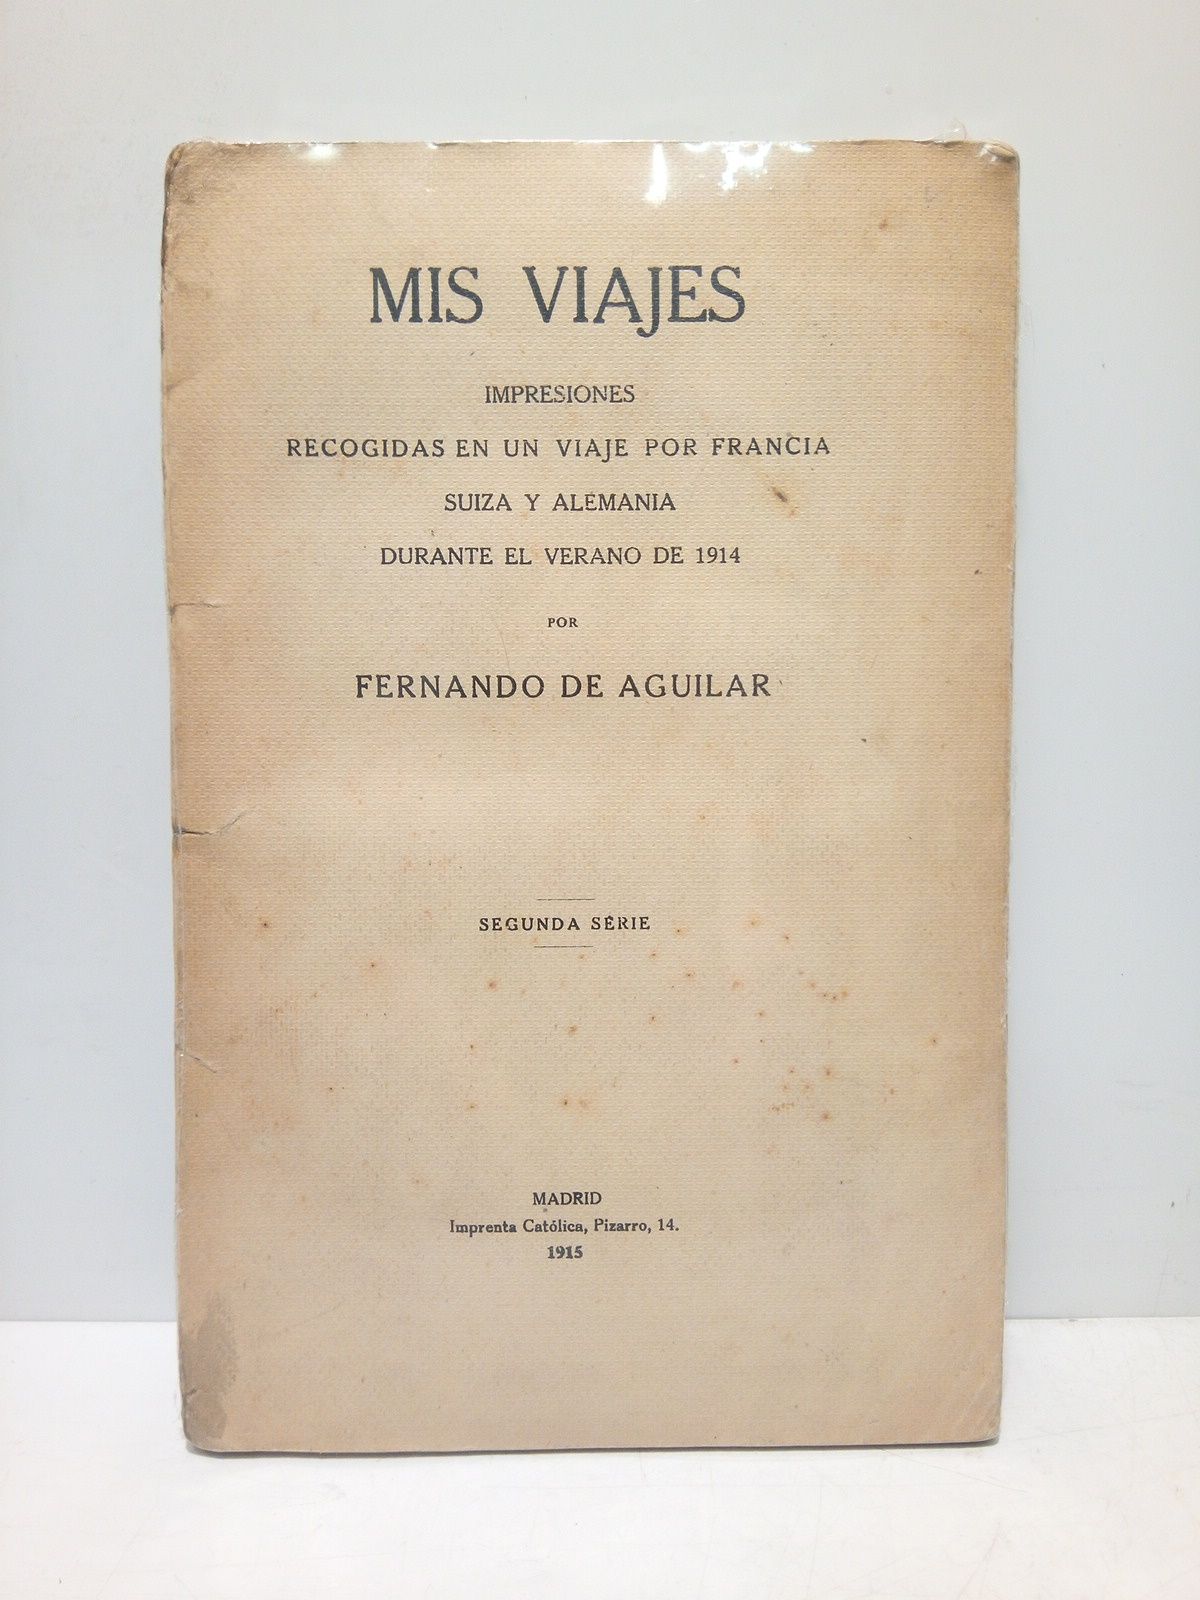 MIS VIAJES
IMPRESIONES
RECOGIDAS EN UN VIAJE POR FRANCIA
SUIZA Y ALEMANIA
DURANTE EL VERANO DE 1914
POR
FERNANDO DE AGUILAR
SEGUNDA SÉRIE
MADRID
Imprenta Católica, Pizarro, 14.
1915